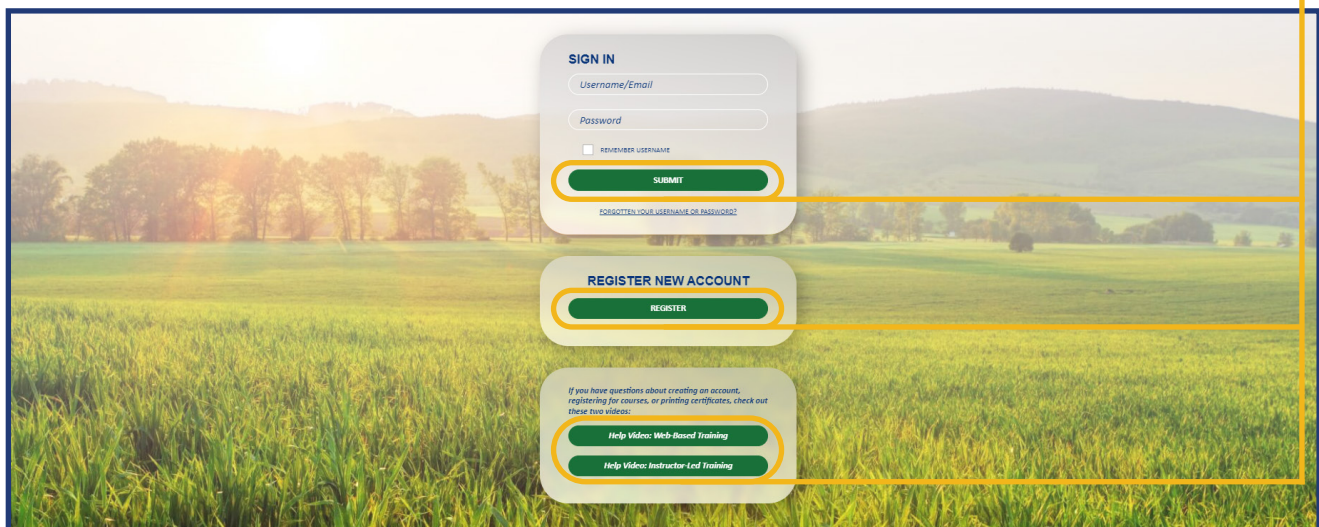 SIGN IN
Username/Email
Password
REMEMBER USERNAME
SUBMIT
FORGOTTEN YOUR USERNAME OR PASSWORD?
REGISTER NEW ACCOUNT
REGISTER
If you have questions about creating an account,
registering for courses, or printing certificates, check out
these two videos:
Help Video: Web-Based Training
Help Video: Instructor-Led Training